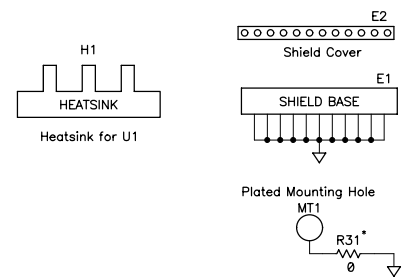 H1
HEATSINK
Heatsink for U1
E2
Shield Cover
E1
SHIELD BASE
Plated Mounting Hole
MT1
R31*
0